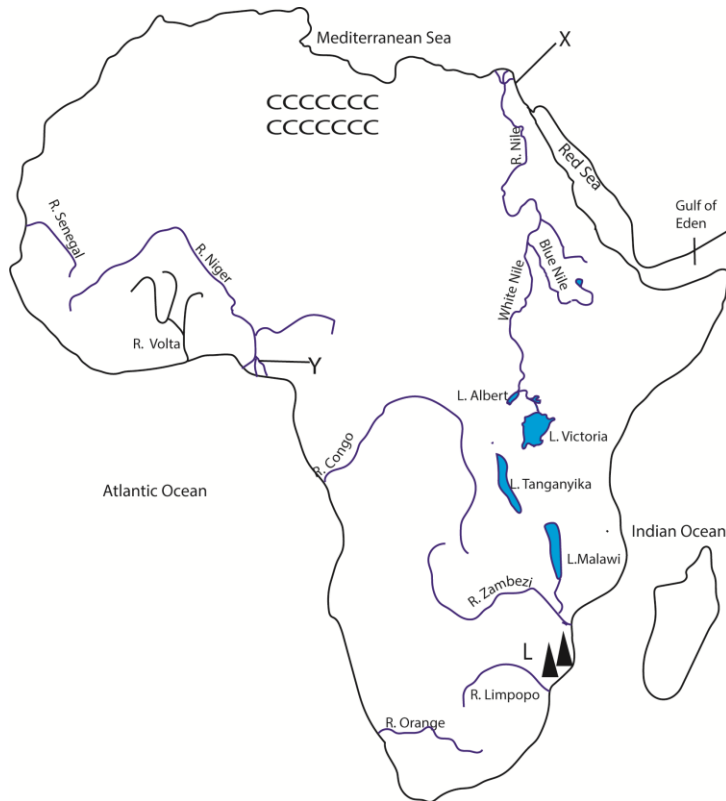 Mediterranean Sea
X
CCCCCCC
CCCCCCC
R. Nile
Red Sea
Gulf of
Eden
R. Senegal
R. Niger
Blue Nile
White Nile
R. Volta
Y
L. Albert
L. Victoria
R. Congo
L. Tanganyika
Atlantic Ocean
Indian Ocean
L.Malawi
R. Zambezi
L
R. Limpopo
R. Orange